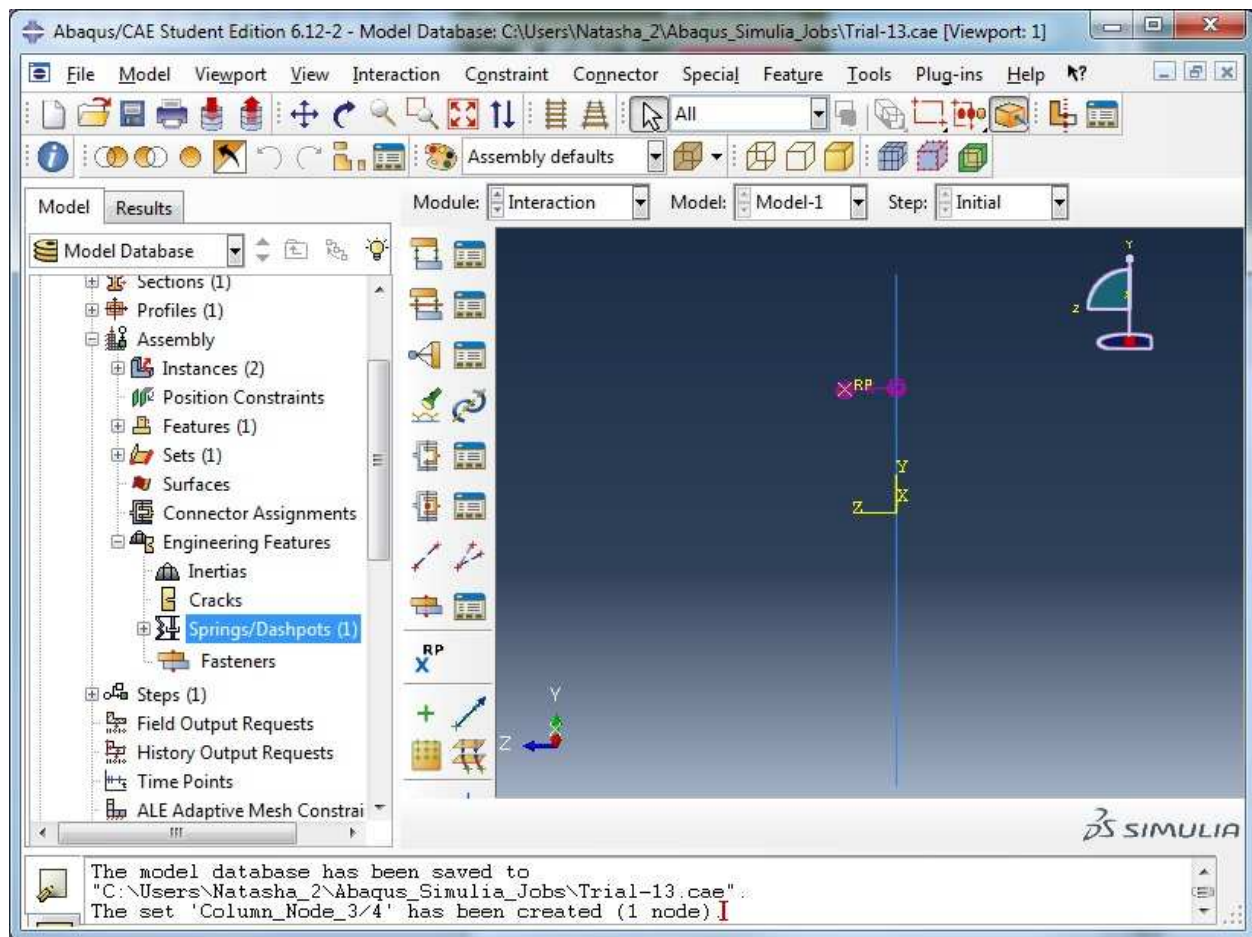 Abaqus/CAE Student Edition 6.12-2 - Model Database: C:\Users\Natasha_2\Abaqus_Simulia_Jobs\Trial-13.cae [Viewport: 1]
File Model Viewport View Interaction Constraint Connector Special Feature Tools Plug-ins Help
All
Assembly defaults
Model Results
Module: Interaction Model: Model-1 Step: Initial
Model Database
Sections (1)
Profiles (1)
Assembly
Instances (2)
Position Constraints
Features (1)
Sets (1)
Surfaces
Connector Assignments
Engineering Features
Inertias
Cracks
Springs/Dashpots (1)
Fasteners
Steps (1)
Field Output Requests
History Output Requests
Time Points
ALE Adaptive Mesh Constrai
RP
X
Y
X
Z
RP
Y
X
Z
Y
Z
SIMULIA
The model database has been saved to
"C:\Users\Natasha_2\Abaqus_Simulia_Jobs\Trial-13.cae".
The set 'Column_Node_3/4' has been created (1 node).